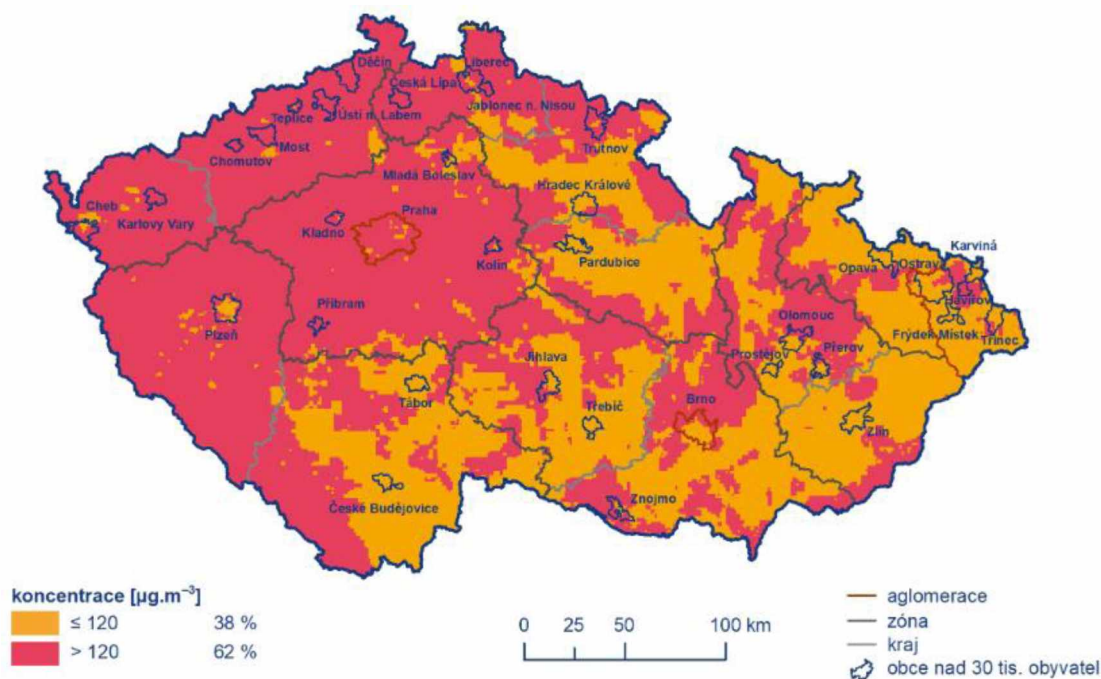 Děčín
Liberec
Česká Lípa
Jablonec n. Nisou
Teplice
Ústí n. Labem
Most
Chomutov
Trutnov
Mladá Boleslav
Hradec Králové
Cheb
Karlovy Vary
Praha
Kladno
Kolín
Pardubice
Karviná
Opava
Ostrava
Havířov
Příbram
Plzeň
Olomouc
Frýdek-Místek
Třinec
Jihlava
Prostějov
Přerov
Tábor
Brno
Třebíč
Zlín
České Budějovice
Znojmo
koncentrace [µg.m⁻³]
≤ 120 38 %
> 120 62 %
0 25 50 100 km
aglomerace
zóna
kraj
obce nad 30 tis. obyvatel